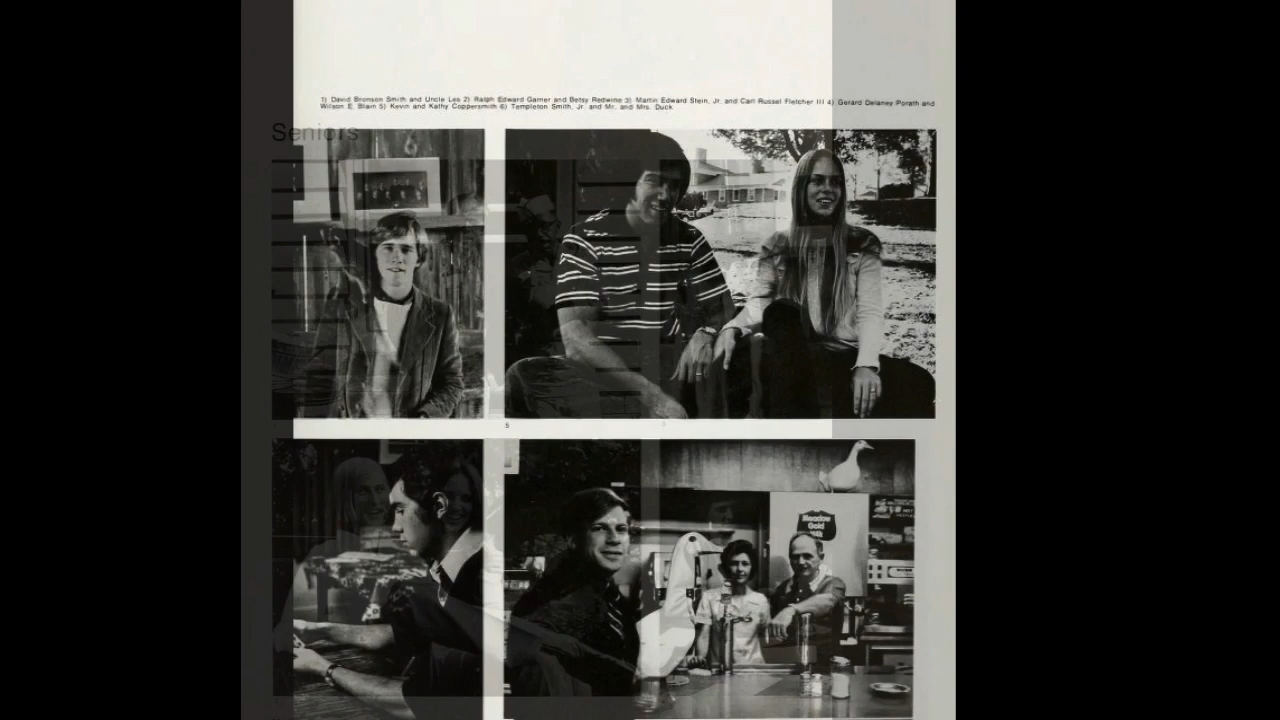 1) David Bronson Smith and Uncle Les 2) Ralph Edward Garner and Betsy Redwine 3) Martin Edward Stein, Jr. and Carl Russel Fletcher III 4) Gerard Delaney Porath and
Wilson E. Blain 5) Kevin and Kathy Coppersmith 6) Templeton Smith, Jr. and Mr. and Mrs. Duck
Seniors
5
Meadow
Gold